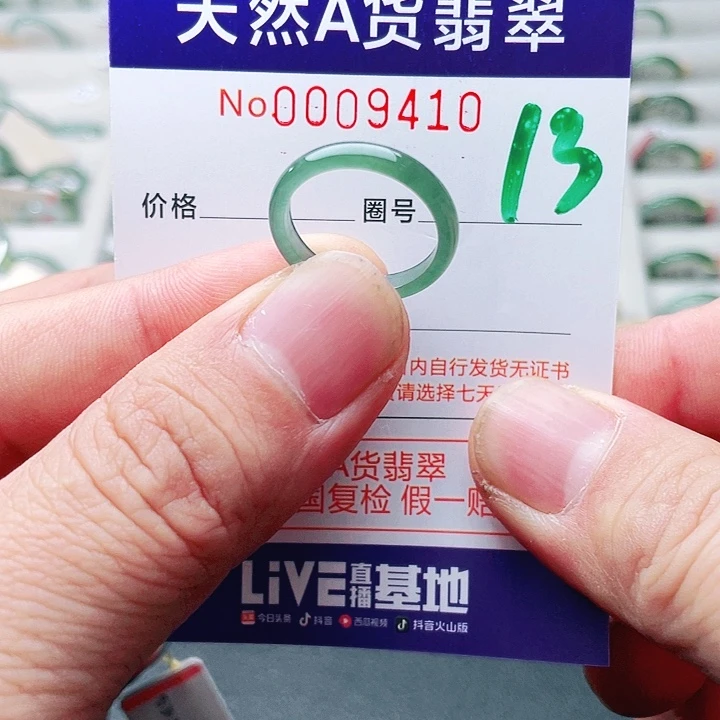 天然A货翡翠
No.0009410
13
价格 圈号
内自行发货无证书
请选择七天
A货翡翠
国复检 假一赔
LiVE直播基地
今日头条 抖音 西瓜视频 抖音火山版